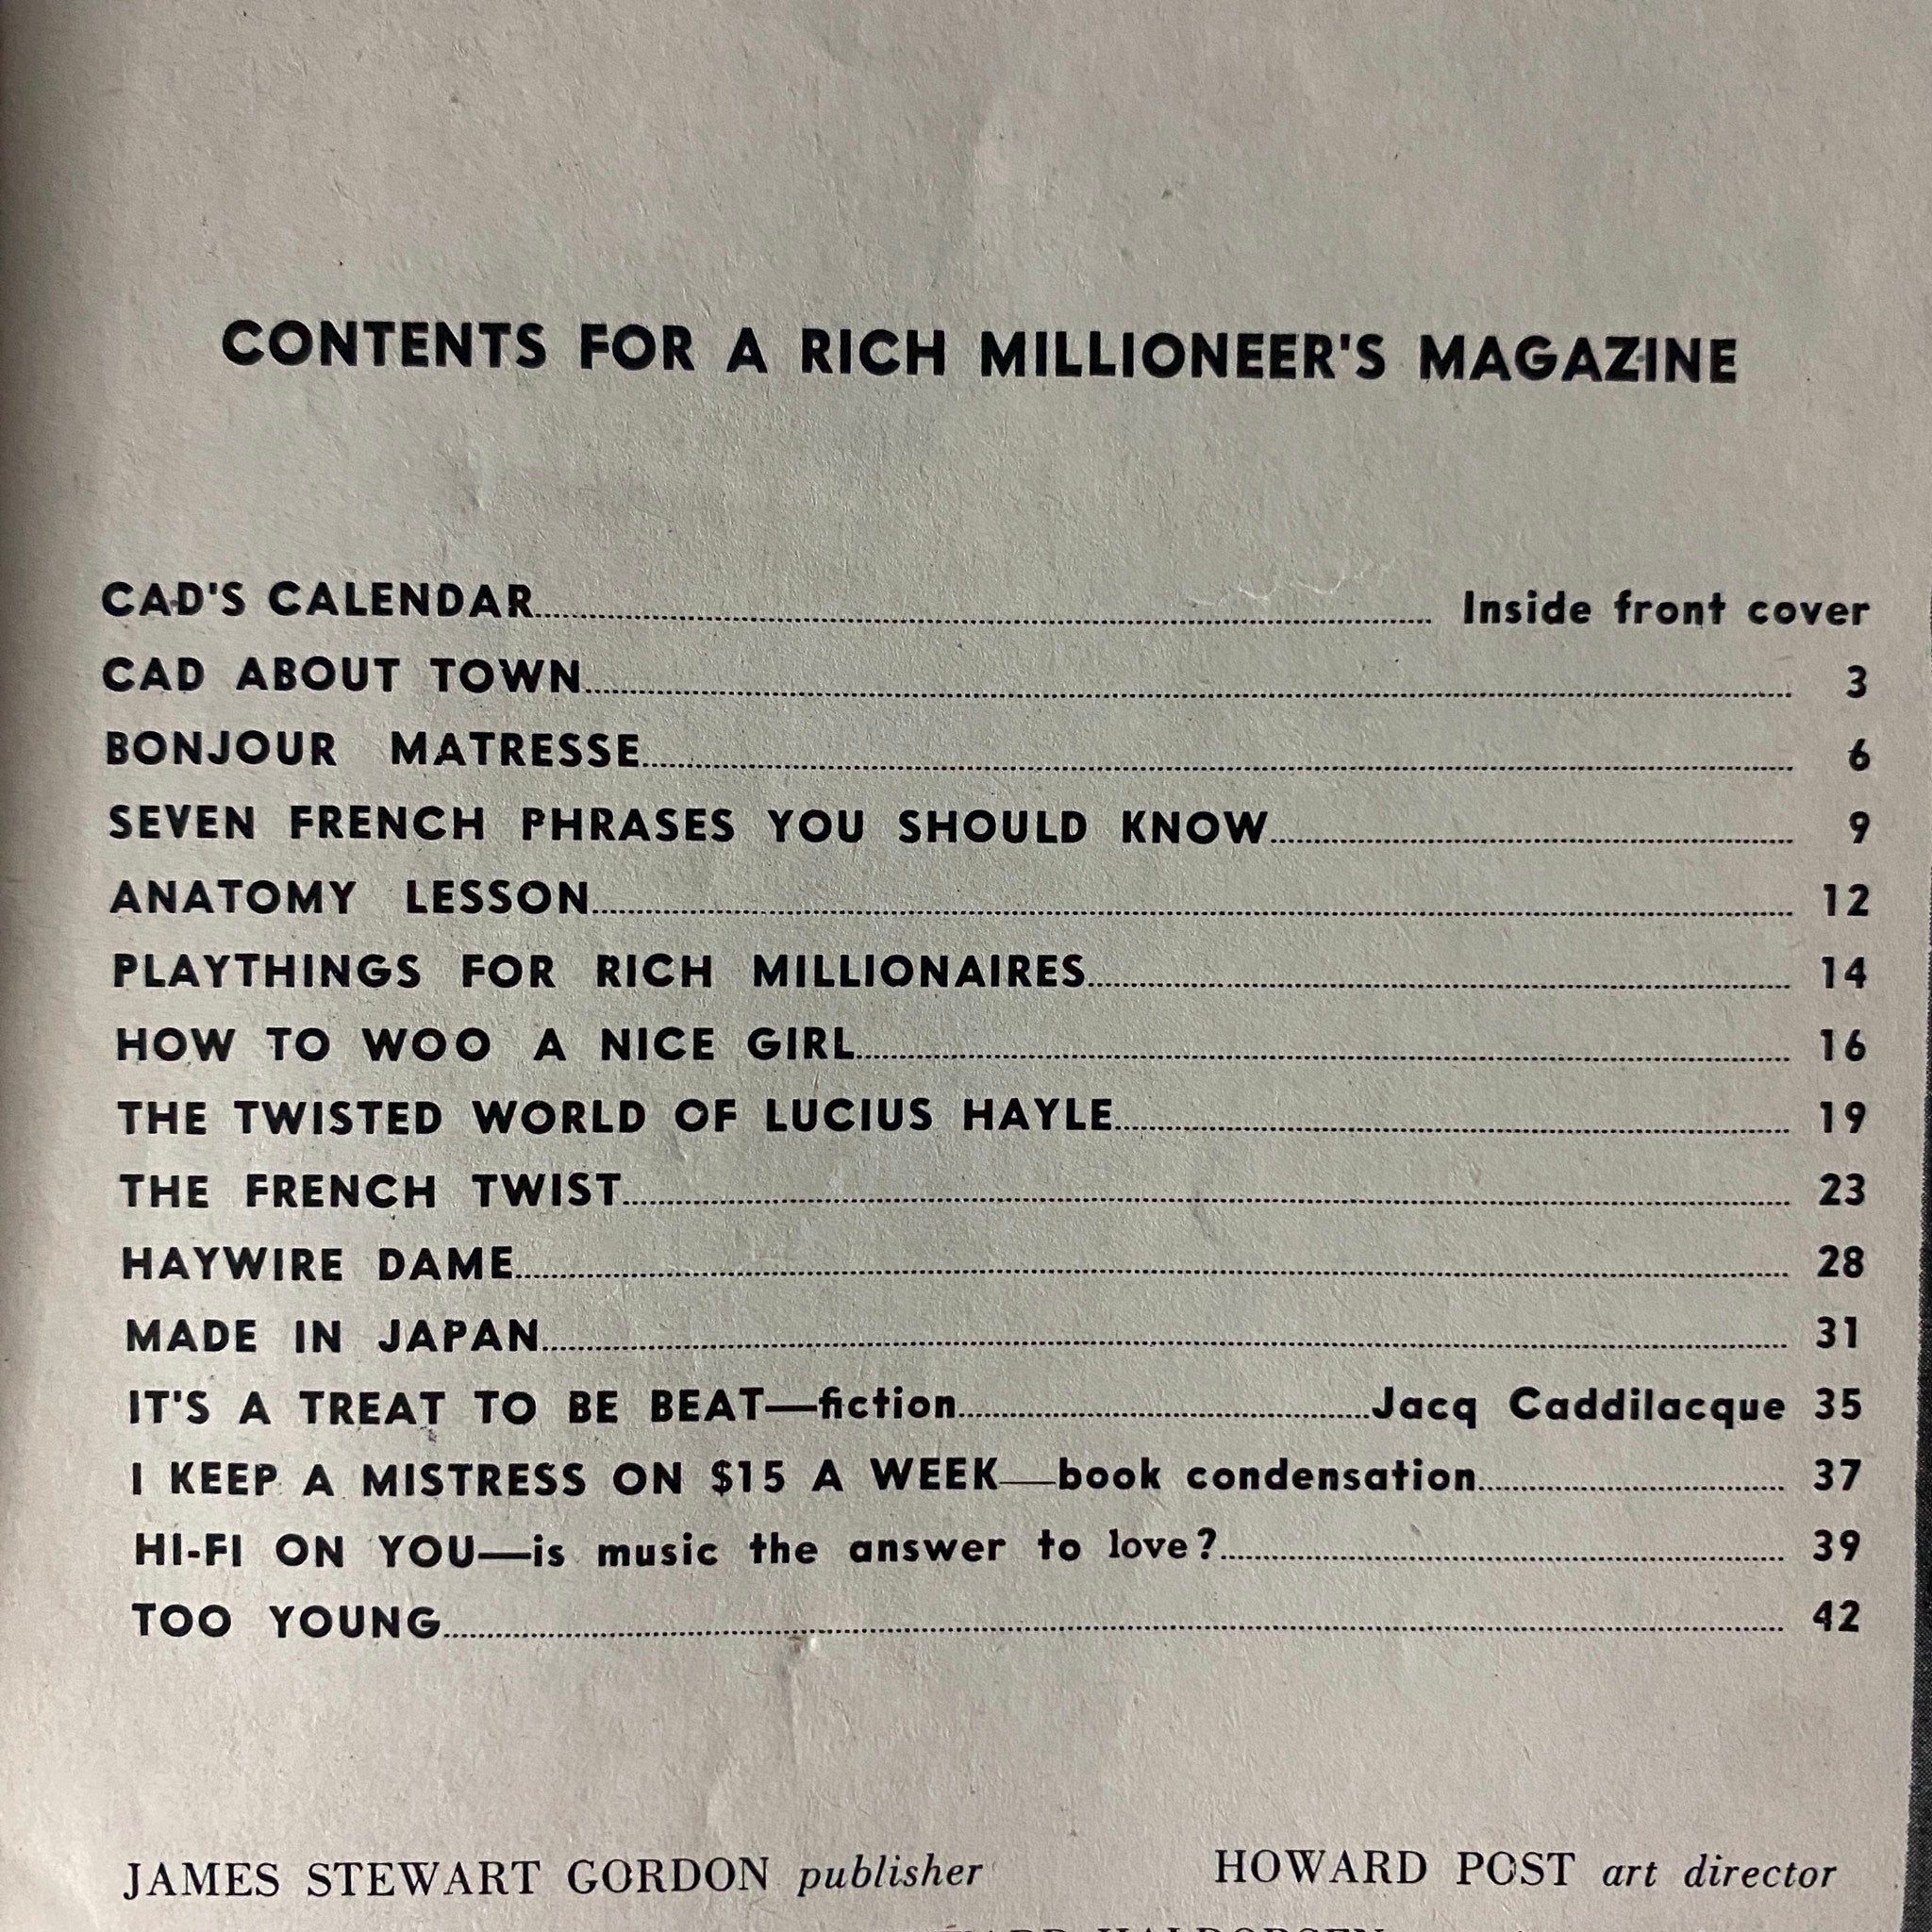 CONTENTS FOR A RICH MILLIONEER'S MAGAZINE
CAD'S CALENDAR........ Inside front cover
CAD ABOUT TOWN........ 3
BONJOUR MATRESSE........ 6
SEVEN FRENCH PHRASES YOU SHOULD KNOW........ 9
ANATOMY LESSON........ 12
PLAYTHINGS FOR RICH MILLIONAIRES........ 14
HOW TO WOO A NICE GIRL........ 16
THE TWISTED WORLD OF LUCIUS HAYLE........ 19
THE FRENCH TWIST........ 23
HAYWIRE DAME........ 28
MADE IN JAPAN........ 31
IT'S A TREAT TO BE BEAT—fiction........Jacq Caddilacque 35
I KEEP A MISTRESS ON $15 A WEEK—book condensation........ 37
HI-FI ON YOU—is music the answer to love?........ 39
TOO YOUNG........ 42
JAMES STEWART GORDON publisher HOWARD POST art director